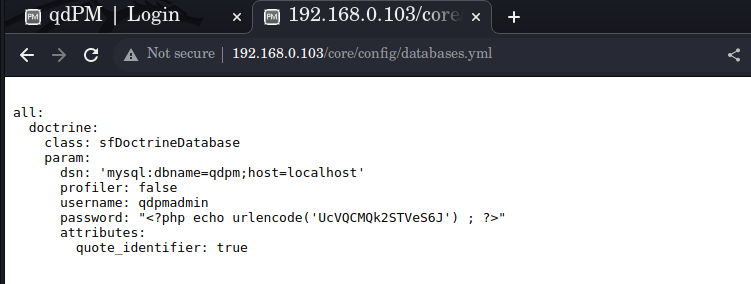 qdPM | Login
192.168.0.103/core
Not secure | 192.168.0.103/core/config/databases.yml
all:
doctrine:
class: sfDoctrineDatabase
param:
dsn: 'mysql:dbname=qdpm;host=localhost'
profiler: false
username: qdpmadmin
password: "<?php echo urlencode('UcVQCMQk2STVeS6J') ; ?>"
attributes:
quote_identifier: true